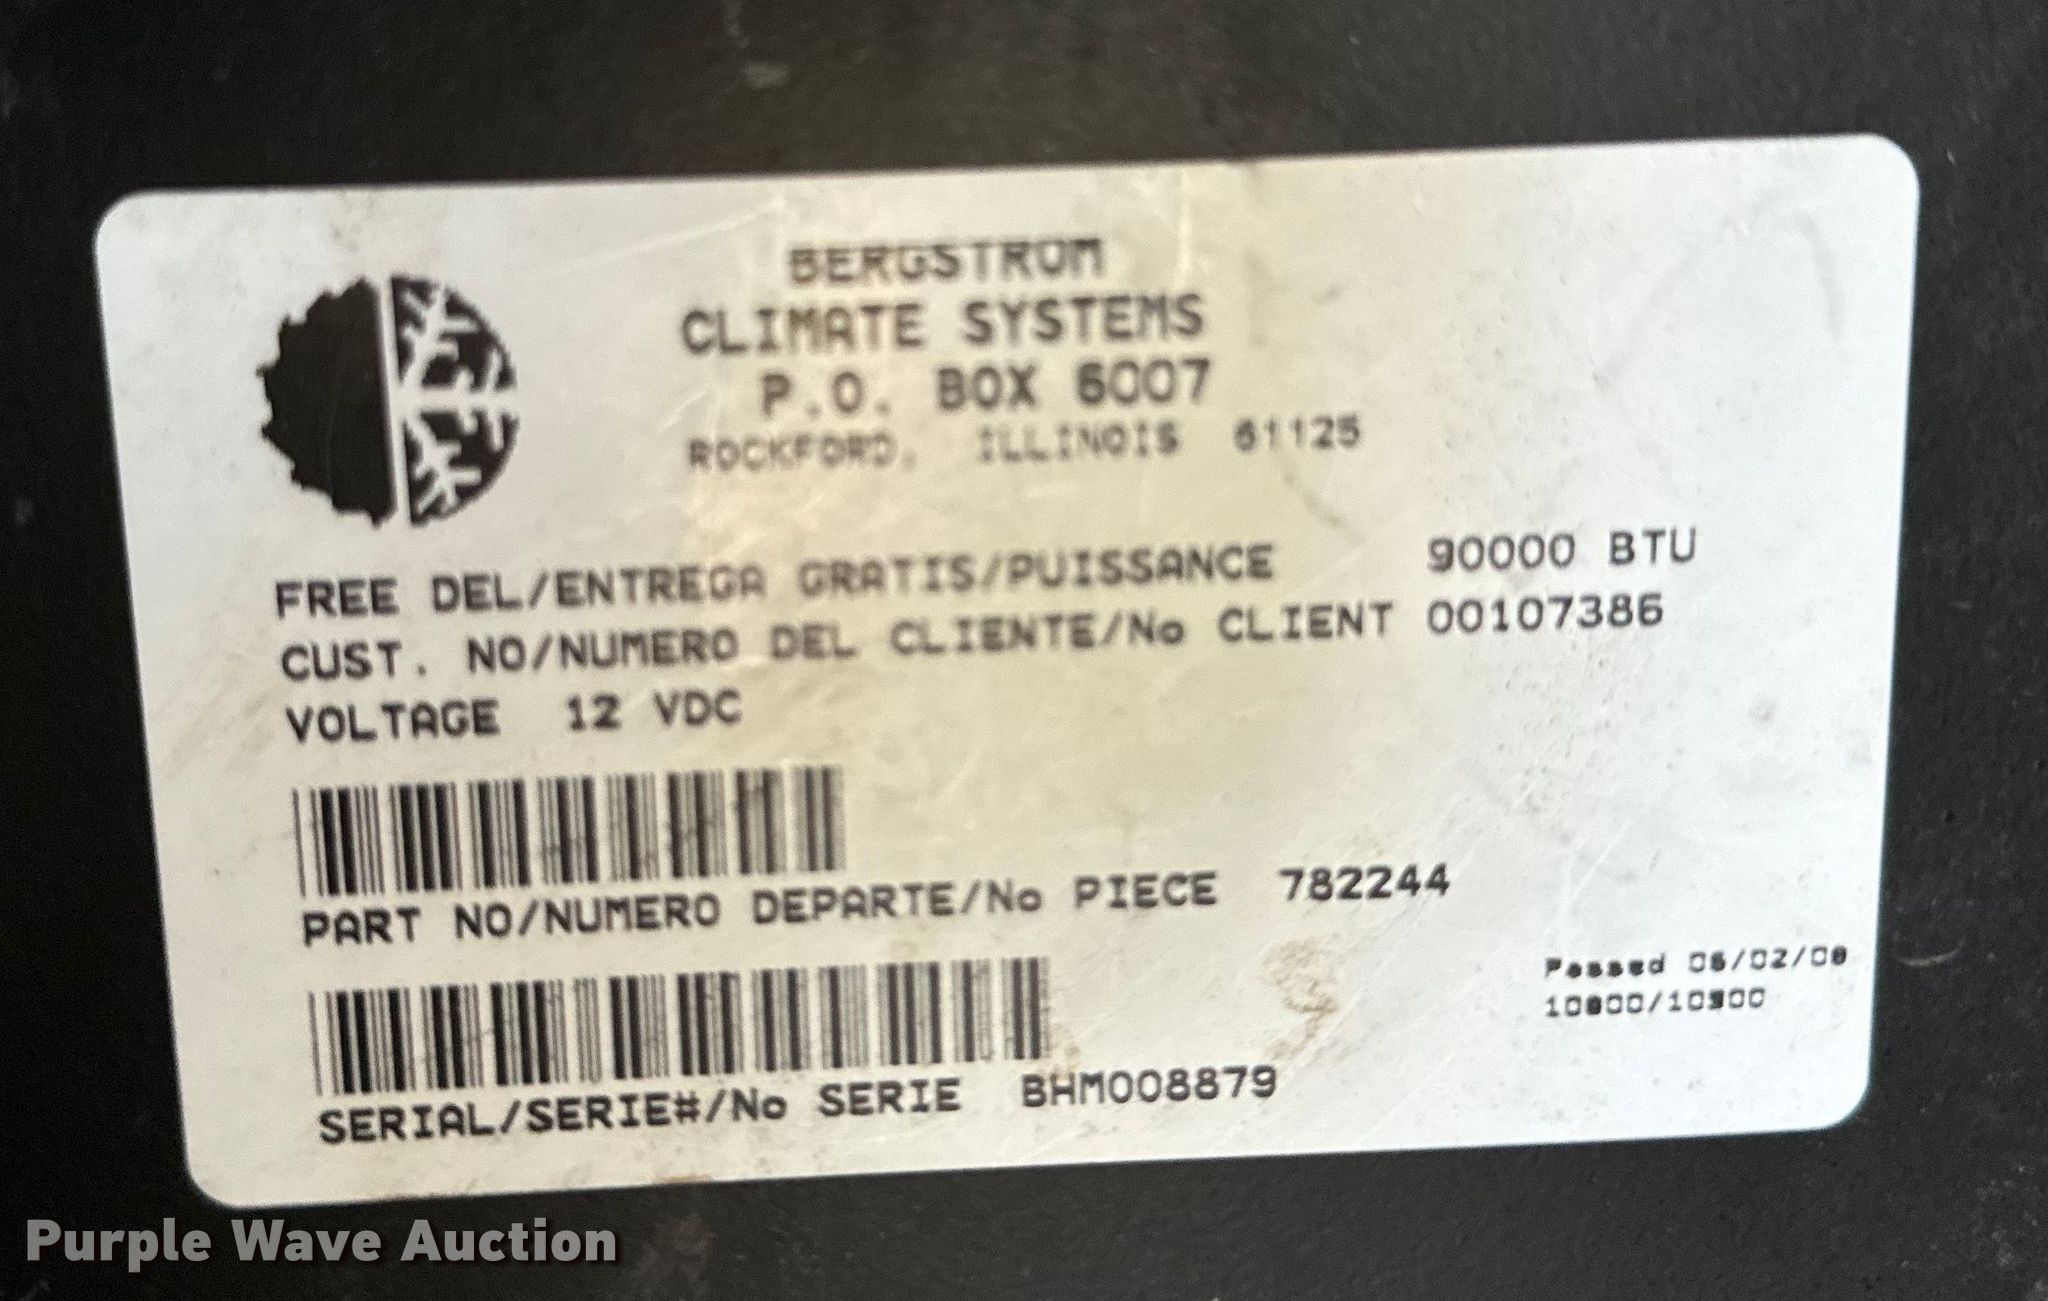 BERGSTROM
CLIMATE SYSTEMS
P.O. BOX 6007
ROCKFORD, ILLINOIS 61125
FREE DEL/ENTREGA GRATIS/PUISSANCE 90000 BTU
CUST. NO/NUMERO DEL CLIENTE/No CLIENT 00107386
VOLTAGE 12 VDC
PART NO/NUMERO DEPARTE/No PIECE 782244
Passed
SERIAL/SERIE#/No SERIE BHM008879
Purple Wave Auction